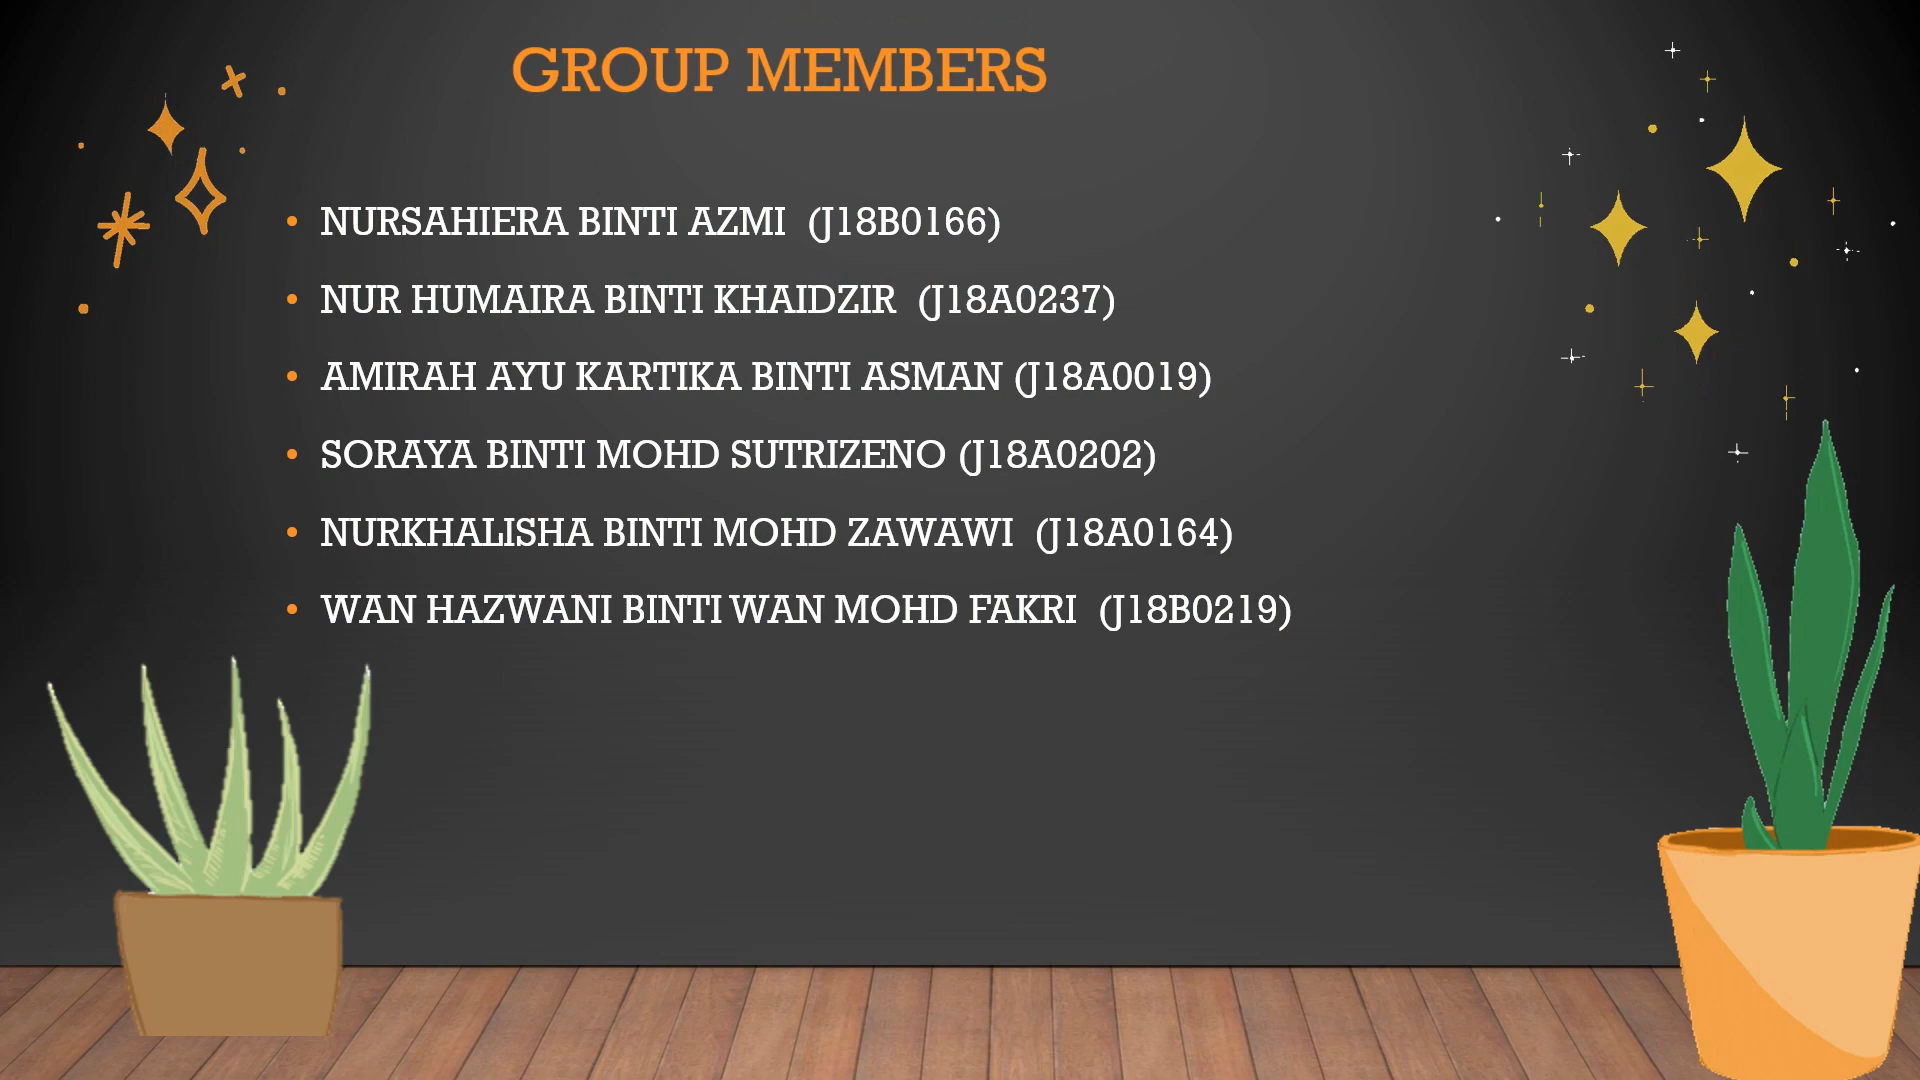 GROUP MEMBERS
• NURSAHIERA BINTI AZMI (J18B0166)
• NUR HUMAIRA BINTI KHAIDZIR (J18A0237)
• AMIRAH AYU KARTIKA BINTI ASMAN (J18A0019)
• SORAYA BINTI MOHD SUTRIZENO (J18A0202)
• NURKHALISHA BINTI MOHD ZAWAWI (J18A0164)
• WAN HAZWANI BINTI WAN MOHD FAKRI (J18B0219)